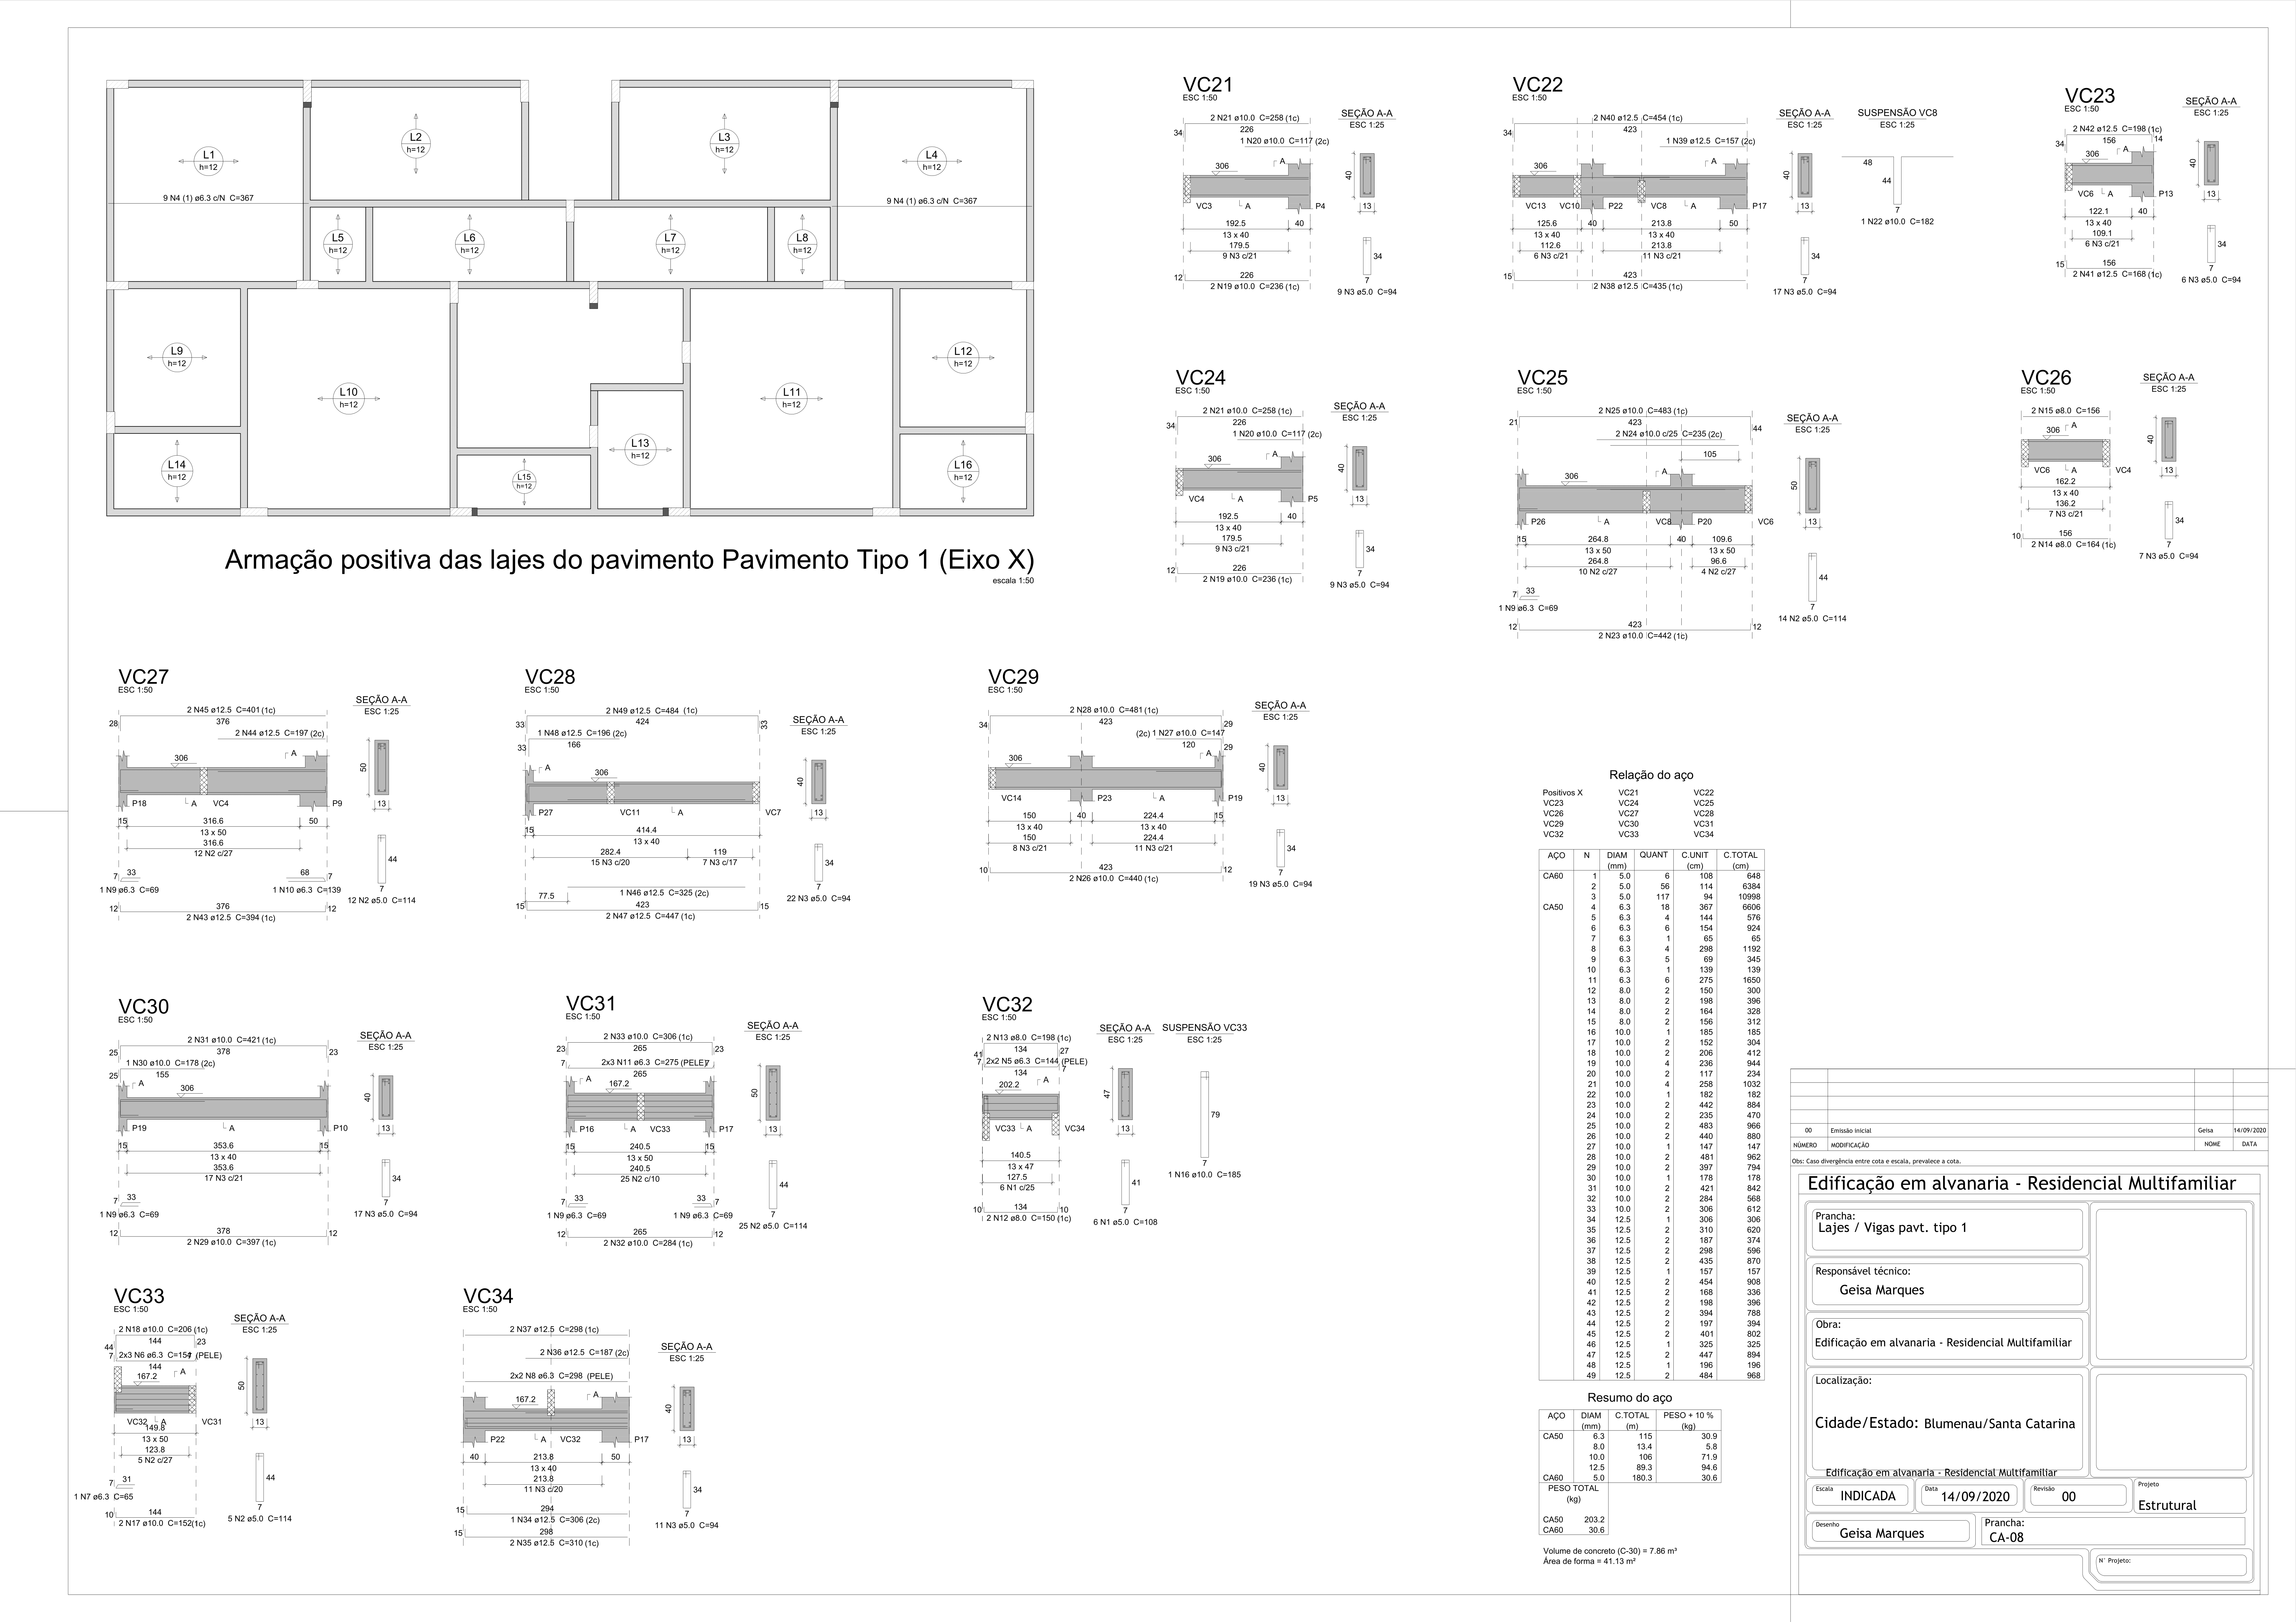 L1
h=12
L2
h=12
L3
h=12
L4
h=12
9 N4 (1) ø6.3 c/N  C=367
9 N4 (1) ø6.3 c/N  C=367
L5
h=12
L6
h=12
L7
h=12
L8
h=12
L9
h=12
L10
h=12
L11
h=12
L12
h=12
L13
h=12
L14
h=12
L15
h=12
L16
h=12
Armação positiva das lajes do pavimento Pavimento Tipo 1 (Eixo X)
escala 1:50
VC21
ESC 1:50
2 N21 ø10.0  C=258 (1c)
34
226
1 N20 ø10.0  C=117 (2c)
306
A
VC3
A
P4
192.5
40
13 x 40
179.5
9 N3 c/21
12
226
2 N19 ø10.0  C=236 (1c)
SEÇÃO A-A
ESC 1:25
40
13
34
7
9 N3 ø5.0  C=94
VC22
ESC 1:50
2 N40 ø12.5  C=454 (1c)
34
423
1 N39 ø12.5  C=157 (2c)
306
A
VC13
VC10
P22
VC8
A
P17
125.6
40
213.8
50
13 x 40
13 x 40
112.6
213.8
6 N3 c/21
11 N3 c/21
15
423
2 N38 ø12.5  C=435 (1c)
SEÇÃO A-A
ESC 1:25
40
13
34
7
17 N3 ø5.0  C=94
SUSPENSÃO VC8
ESC 1:25
48
44
7
1 N22 ø10.0  C=182
VC23
ESC 1:50
2 N42 ø12.5  C=198 (1c)
34
156
14
306
A
VC6
A
P13
122.1
40
13 x 40
109.1
6 N3 c/21
15
156
2 N41 ø12.5  C=168 (1c)
SEÇÃO A-A
ESC 1:25
40
13
34
7
6 N3 ø5.0  C=94
VC24
ESC 1:50
2 N21 ø10.0  C=258 (1c)
34
226
1 N20 ø10.0  C=117 (2c)
306
A
VC4
A
P5
192.5
40
13 x 40
179.5
9 N3 c/21
12
226
2 N19 ø10.0  C=236 (1c)
SEÇÃO A-A
ESC 1:25
40
13
34
7
9 N3 ø5.0  C=94
VC25
ESC 1:50
2 N25 ø10.0  C=483 (1c)
21
423
44
2 N24 ø10.0 c/25  C=235 (2c)
105
306
A
P26
A
VC8
P20
VC6
15
264.8
40
109.6
13 x 50
13 x 50
264.8
96.6
10 N2 c/27
4 N2 c/27
7
33
1 N9 ø6.3  C=69
12
423
12
2 N23 ø10.0  C=442 (1c)
SEÇÃO A-A
ESC 1:25
50
13
44
7
14 N2 ø5.0  C=114
VC26
ESC 1:50
2 N15 ø8.0  C=156
306
A
VC6
A
VC4
162.2
13 x 40
136.2
7 N3 c/21
10
156
2 N14 ø8.0  C=164 (1c)
SEÇÃO A-A
ESC 1:25
40
13
34
7
7 N3 ø5.0  C=94
VC27
ESC 1:50
2 N45 ø12.5  C=401 (1c)
28
376
2 N44 ø12.5  C=197 (2c)
306
A
P18
A
VC4
P9
15
316.6
50
13 x 50
316.6
12 N2 c/27
7
33
68
7
1 N9 ø6.3  C=69
1 N10 ø6.3  C=139
12
376
12
2 N43 ø12.5  C=394 (1c)
SEÇÃO A-A
ESC 1:25
50
13
44
7
12 N2 ø5.0  C=114
VC28
ESC 1:50
2 N49 ø12.5  C=484  (1c)
33
424
33
1 N48 ø12.5  C=196 (2c)
33
166
A
306
P27
VC11
A
VC7
15
414.4
13 x 40
282.4
119
15 N3 c/20
7 N3 c/17
77.5
1 N46 ø12.5  C=325 (2c)
15
423
15
2 N47 ø12.5  C=447 (1c)
SEÇÃO A-A
ESC 1:25
40
13
34
7
22 N3 ø5.0  C=94
VC29
ESC 1:50
2 N28 ø10.0  C=481 (1c)
34
423
29
(2c) 1 N27 ø10.0  C=147
120
29
306
A
VC14
P23
A
P19
150
40
224.4
15
13 x 40
13 x 40
150
224.4
8 N3 c/21
11 N3 c/21
10
423
12
2 N26 ø10.0  C=440 (1c)
SEÇÃO A-A
ESC 1:25
40
13
34
7
19 N3 ø5.0  C=94
VC30
ESC 1:50
2 N31 ø10.0  C=421 (1c)
25
378
23
1 N30 ø10.0  C=178 (2c)
25
155
A
306
P19
A
P10
15
353.6
15
13 x 40
353.6
17 N3 c/21
7
33
1 N9 ø6.3  C=69
12
378
12
2 N29 ø10.0  C=397 (1c)
SEÇÃO A-A
ESC 1:25
40
13
34
7
17 N3 ø5.0  C=94
VC31
ESC 1:50
2 N33 ø10.0  C=306 (1c)
23
265
23
7
2x3 N11 ø6.3  C=275 (PELE)
7
265
A
167.2
P16
A
VC33
P17
15
240.5
15
13 x 50
240.5
25 N2 c/10
7
33
33
7
1 N9 ø6.3  C=69
1 N9 ø6.3  C=69
12
265
12
2 N32 ø10.0  C=284 (1c)
SEÇÃO A-A
ESC 1:25
50
13
44
7
25 N2 ø5.0  C=114
VC32
ESC 1:50
2 N13 ø8.0  C=198 (1c)
41
134
27
7
2x2 N5 ø6.3  C=144 (PELE)
7
134
202.2
A
VC33
A
VC34
140.5
13 x 47
127.5
6 N1 c/25
10
134
10
2 N12 ø8.0  C=150 (1c)
SEÇÃO A-A
ESC 1:25
47
13
41
7
6 N1 ø5.0  C=108
SUSPENSÃO VC33
ESC 1:25
79
7
1 N16 ø10.0  C=185
VC33
ESC 1:50
2 N18 ø10.0  C=206 (1c)
44
144
23
7
2x3 N6 ø6.3  C=154 (PELE)
7
144
167.2
A
VC32
A
VC31
149.8
13 x 50
123.8
5 N2 c/27
7
31
1 N7 ø6.3  C=65
10
144
2 N17 ø10.0  C=152(1c)
SEÇÃO A-A
ESC 1:25
50
13
44
7
5 N2 ø5.0  C=114
VC34
ESC 1:50
2 N37 ø12.5  C=298 (1c)
2 N36 ø12.5  C=187 (2c)
2x2 N8 ø6.3  C=298  (PELE)
167.2
A
P22
A
VC32
P17
40
213.8
50
13 x 40
213.8
11 N3 c/20
15
294
1 N34 ø12.5  C=306 (2c)
15
298
2 N35 ø12.5  C=310 (1c)
SEÇÃO A-A
ESC 1:25
40
13
34
7
11 N3 ø5.0  C=94
Relação do aço
Positivos X  VC21  VC22
VC23  VC24  VC25
VC26  VC27  VC28
VC29  VC30  VC31
VC32  VC33  VC34
AÇO  N  DIAM  QUANT  C.UNIT  C.TOTAL
(mm)  (cm)  (cm)
CA60  1  5.0  6  108  648
2  5.0  56  114  6384
3  5.0  117  94  10998
CA50  4  6.3  18  367  6606
5  6.3  4  144  576
6  6.3  6  154  924
7  6.3  1  65  65
8  6.3  4  298  1192
9  6.3  5  69  345
10  6.3  1  139  139
11  6.3  6  275  1650
12  8.0  2  150  300
13  8.0  2  198  396
14  8.0  2  164  328
15  8.0  2  156  312
16  10.0  1  185  185
17  10.0  2  152  304
18  10.0  2  206  412
19  10.0  4  236  944
20  10.0  2  117  234
21  10.0  4  258  1032
22  10.0  1  182  182
23  10.0  2  442  884
24  10.0  2  235  470
25  10.0  2  483  966
26  10.0  2  440  880
27  10.0  1  147  147
28  10.0  2  481  962
29  10.0  2  397  794
30  10.0  1  178  178
31  10.0  2  421  842
32  10.0  2  284  568
33  10.0  2  306  612
34  12.5  1  306  306
35  12.5  2  310  620
36  12.5  2  187  374
37  12.5  2  298  596
38  12.5  2  435  870
39  12.5  1  157  157
40  12.5  2  454  908
41  12.5  2  168  336
42  12.5  2  198  396
43  12.5  2  394  788
44  12.5  2  197  394
45  12.5  2  401  802
46  12.5  1  325  325
47  12.5  2  447  894
48  12.5  1  196  196
49  12.5  2  484  968
Resumo do aço
AÇO  DIAM  C.TOTAL  PESO + 10 %
(mm)  (m)  (kg)
CA50  6.3  115  30.9
8.0  13.4  5.8
10.0  106  71.9
12.5  89.3  94.6
CA60  5.0  180.3  30.6
PESO TOTAL
(kg)
CA50  203.2
CA60  30.6
Volume de concreto (C-30) = 7.86 m³
Área de forma = 41.13 m²
00  Emissão inicial  Geisa  14/09/2020
NÚMERO  MODIFICAÇÃO  NOME  DATA
Obs: Caso divergência entre cota e escala, prevalece a cota.
Edificação em alvanaria - Residencial Multifamiliar
Prancha:
Lajes / Vigas pavt. tipo 1
Responsável técnico:
Geisa Marques
Obra:
Edificação em alvanaria - Residencial Multifamiliar
Localização:
Cidade/Estado: Blumenau/Santa Catarina
Edificação em alvanaria - Residencial Multifamiliar
Escala
INDICADA
Data
14/09/2020
Revisão
00
Projeto
Estrutural
Desenho
Geisa Marques
Prancha:
CA-08
N° Projeto: